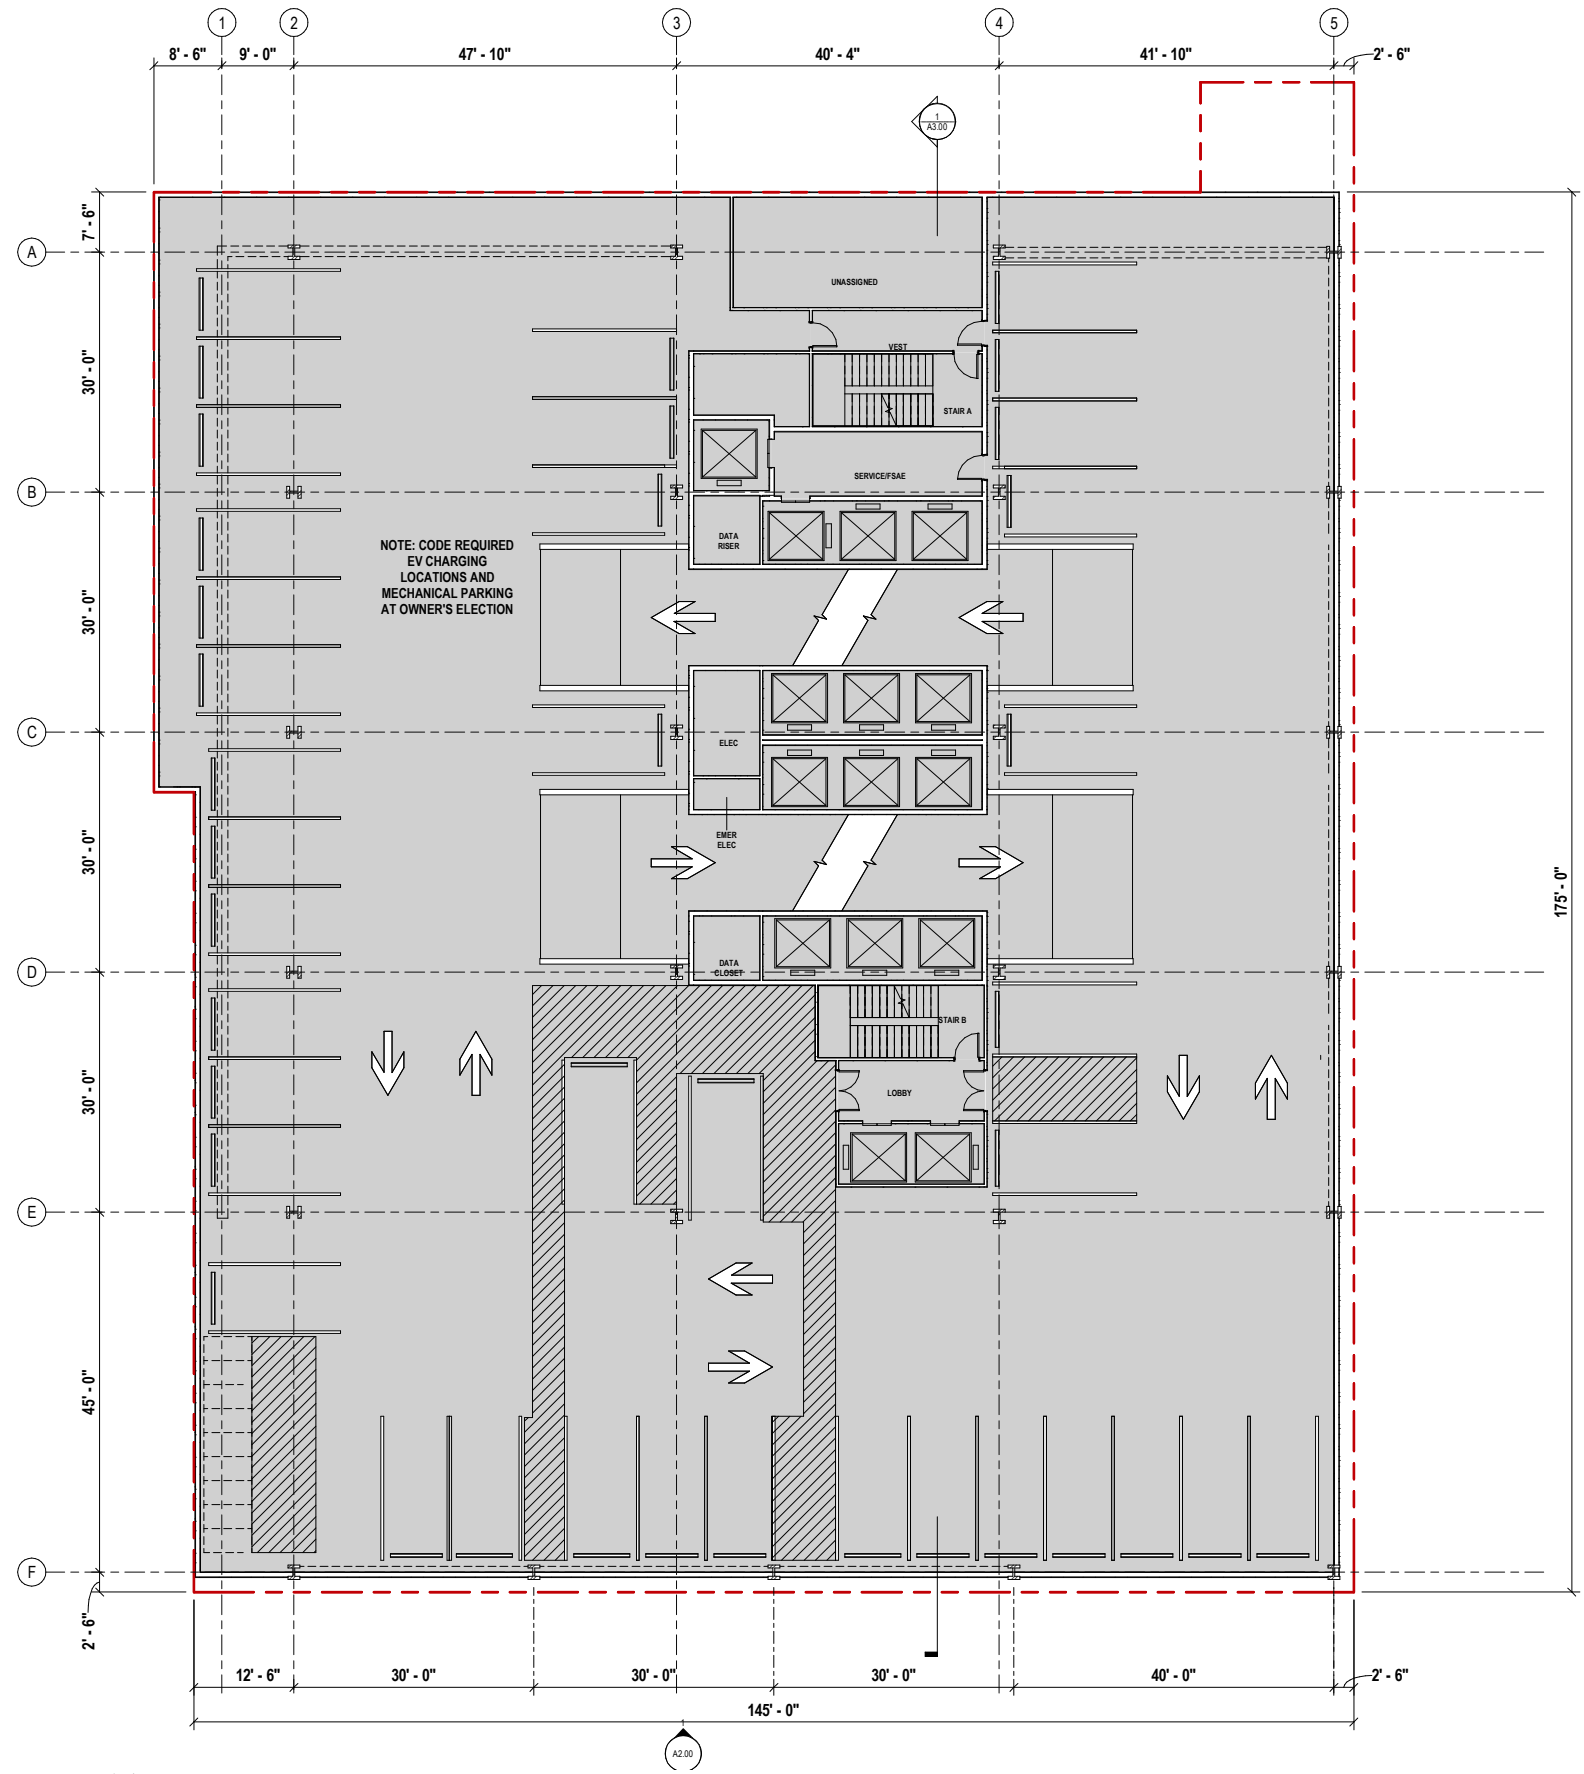 1
2
3
4
5
8' - 6"
9' - 0"
47' - 10"
40' - 4"
41' - 10"
2' - 6"
1
A3.00
7' - 6"
A
UNASSIGNED
VEST
30' - 0"
STAIR A
SERVICE/FSAE
B
DATA
RISER
NOTE: CODE REQUIRED
EV CHARGING
LOCATIONS AND
MECHANICAL PARKING
AT OWNER'S ELECTION
30' - 0"
C
ELEC
EMER
ELEC
30' - 0"
175' - 0"
D
DATA
CLOSET
STAIR B
30' - 0"
LOBBY
E
45' - 0"
F
2' - 6"
12' - 6"
30' - 0"
30' - 0"
30' - 0"
40' - 0"
2' - 6"
145' - 0"
1
A2.00